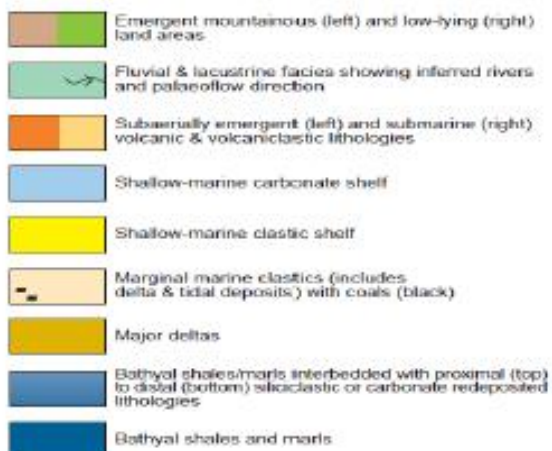 Emergent mountainous (left) and low-lying (right)
land areas
Fluvial & lacustrine facies showing inferred rivers
and palaeoflow direction
Subaerially emergent (left) and submarine (right)
volcanic & volcaniclastic lithologies
Shallow-marine carbonate shelf
Shallow-marine clastic shelf
Marginal marine clastics (includes
delta & tidal deposits) with coals (black)
Major deltas
Bathyal shales/marls interbedded with proximal (top)
to distal (bottom) siliciclastic or carbonate redeposited
lithologies
Bathyal shales and marls